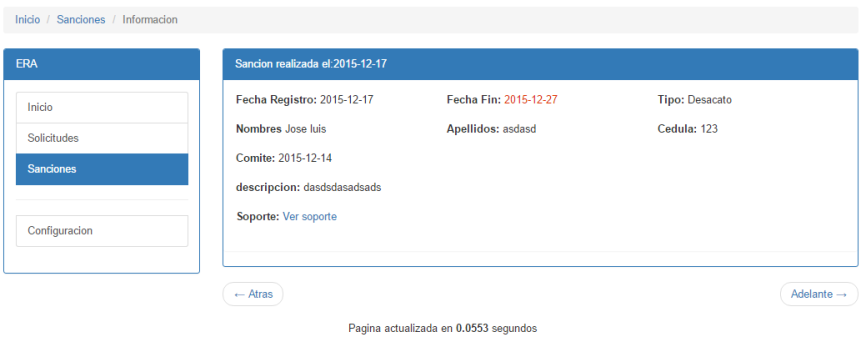 Inicio / Sanciones / Informacion
ERA
Inicio
Solicitudes
Sanciones
Configuracion
Sancion realizada el:2015-12-17
Fecha Registro: 2015-12-17 Fecha Fin: 2015-12-27 Tipo: Desacato
Nombres Jose luis Apellidos: asdasd Cedula: 123
Comite: 2015-12-14
descripcion: dasdsdasadsads
Soporte: Ver soporte
← Atras Adelante →
Pagina actualizada en 0.0553 segundos